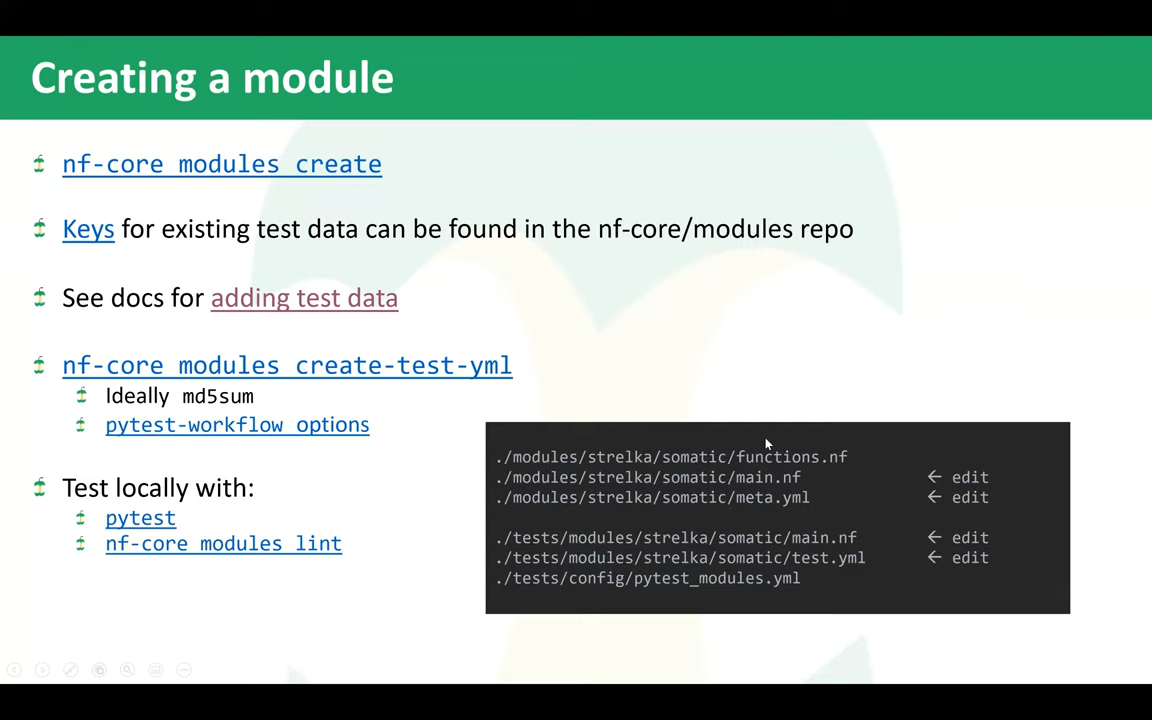 Creating a module
nf-core modules create
Keys for existing test data can be found in the nf-core/modules repo
See docs for adding test data
nf-core modules create-test-yml
Ideally md5sum
pytest-workflow options
Test locally with:
pytest
nf-core modules lint
./modules/strelka/somatic/functions.nf
./modules/strelka/somatic/main.nf ← edit
./modules/strelka/somatic/meta.yml ← edit
./tests/modules/strelka/somatic/main.nf ← edit
./tests/modules/strelka/somatic/test.yml ← edit
./tests/config/pytest_modules.yml